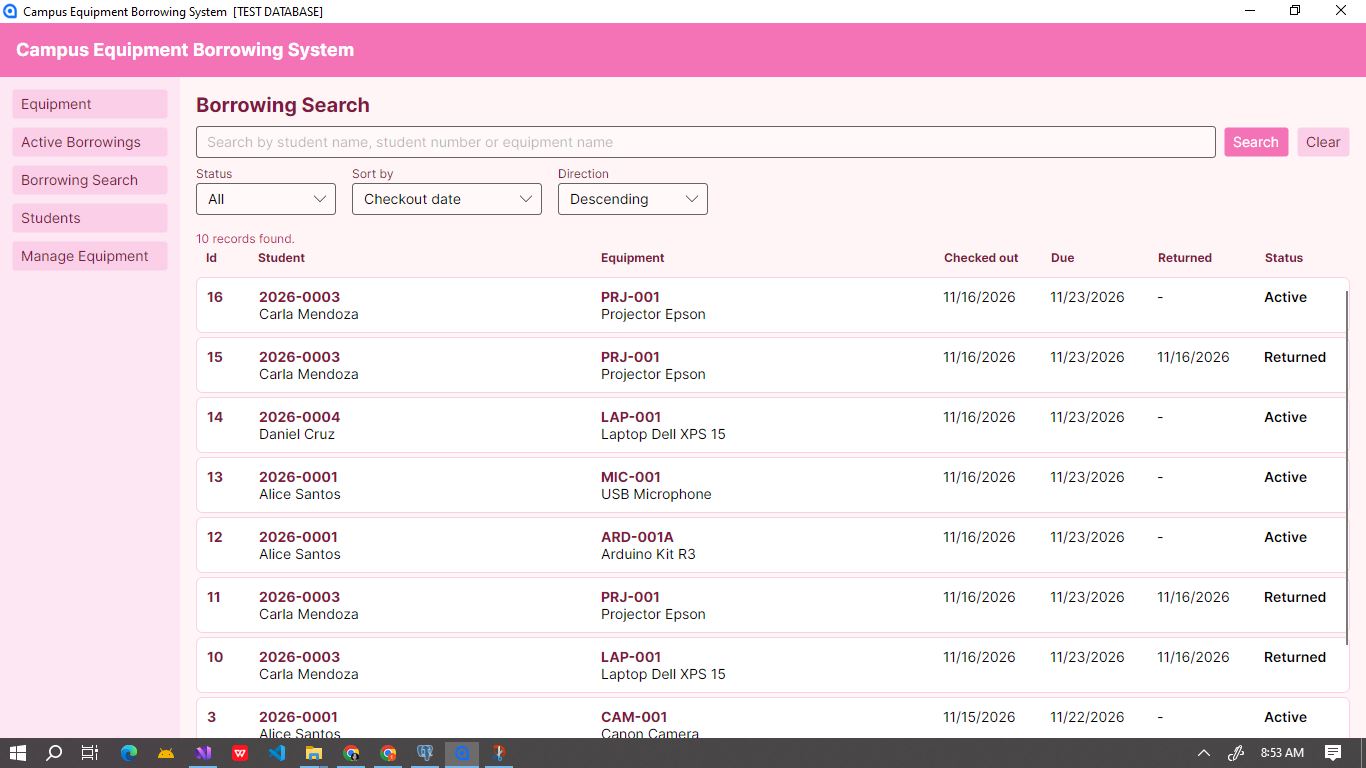 Campus Equipment Borrowing System [TEST DATABASE]
Campus Equipment Borrowing System
Equipment
Active Borrowings
Borrowing Search
Students
Manage Equipment
Borrowing Search
Search by student name, student number or equipment name
Search
Clear
Status
Sort by
Direction
All
Checkout date
Descending
10 records found.
Id Student Equipment Checked out Due Returned Status
16 2026-0003 PRJ-001 11/16/2026 11/23/2026 - Active
Carla Mendoza Projector Epson
15 2026-0003 PRJ-001 11/16/2026 11/23/2026 11/16/2026 Returned
Carla Mendoza Projector Epson
14 2026-0004 LAP-001 11/16/2026 11/23/2026 - Active
Daniel Cruz Laptop Dell XPS 15
13 2026-0001 MIC-001 11/16/2026 11/23/2026 - Active
Alice Santos USB Microphone
12 2026-0001 ARD-001A 11/16/2026 11/23/2026 - Active
Alice Santos Arduino Kit R3
11 2026-0003 PRJ-001 11/16/2026 11/23/2026 11/16/2026 Returned
Carla Mendoza Projector Epson
10 2026-0003 LAP-001 11/16/2026 11/23/2026 11/16/2026 Returned
Carla Mendoza Laptop Dell XPS 15
3 2026-0001 CAM-001 11/15/2026 11/22/2026 - Active
Alice Santos Canon Camera
8:53 AM